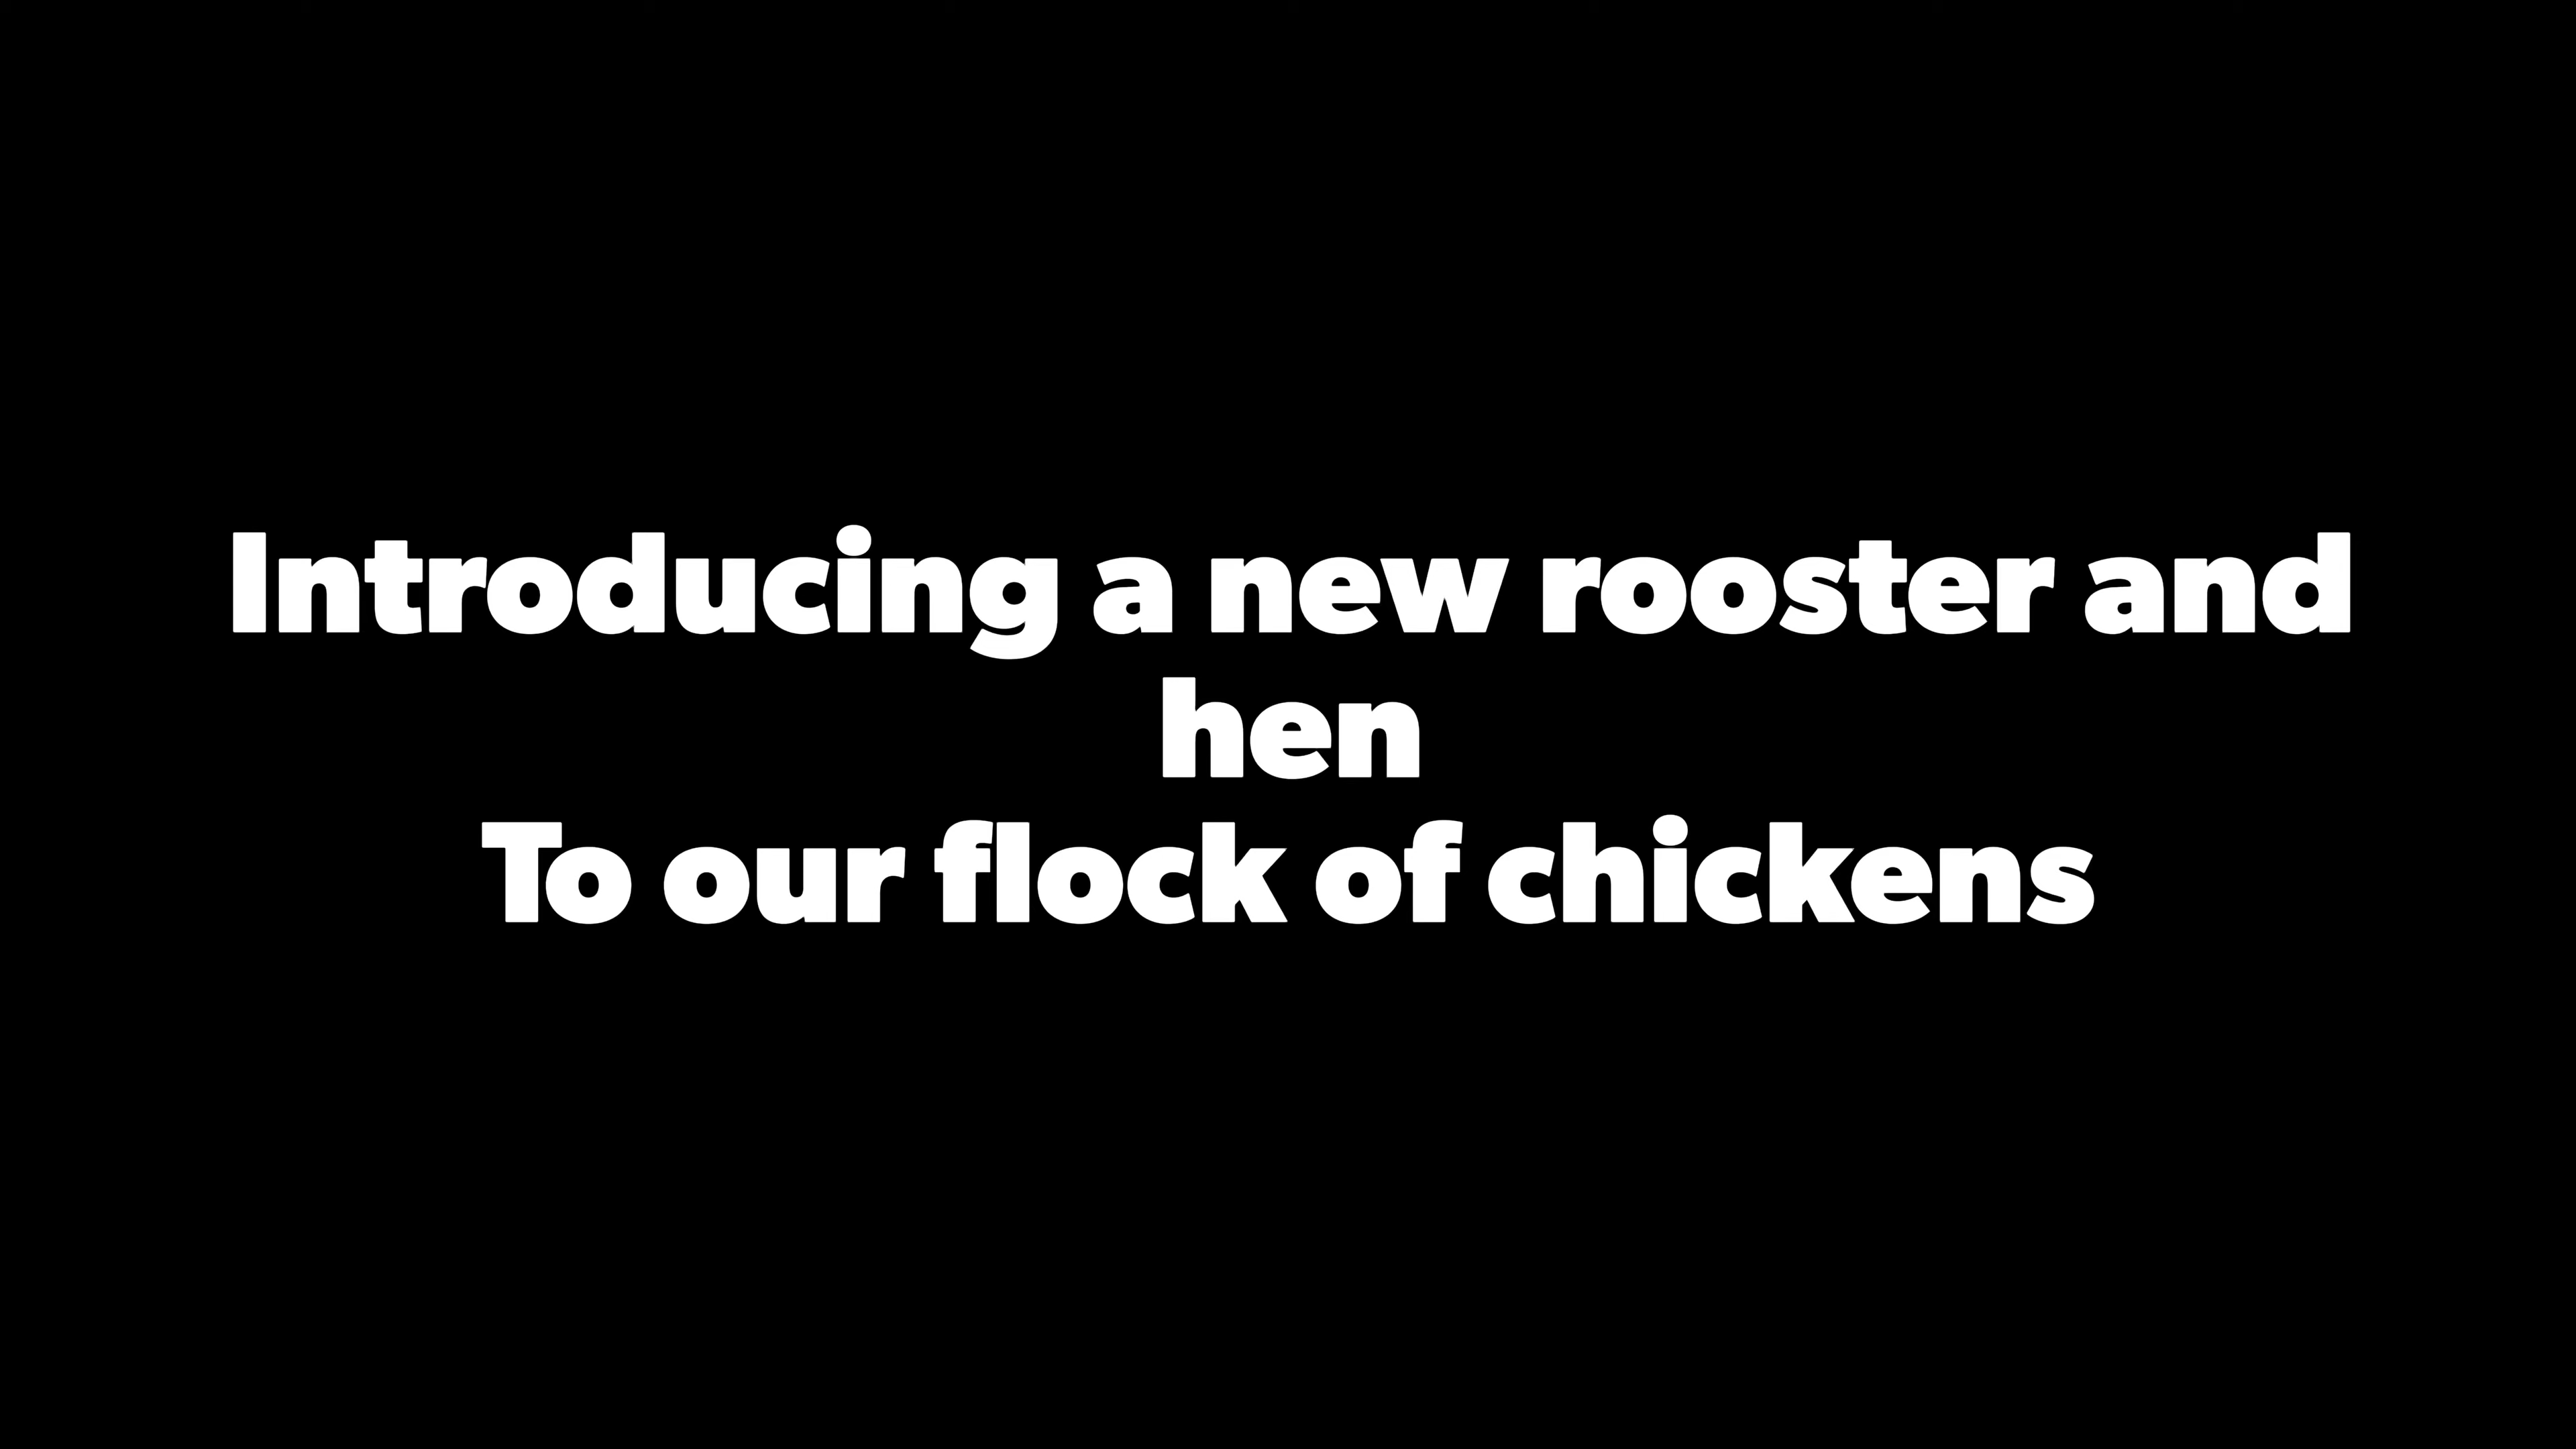 Introducing a new rooster and
hen
To our flock of chickens